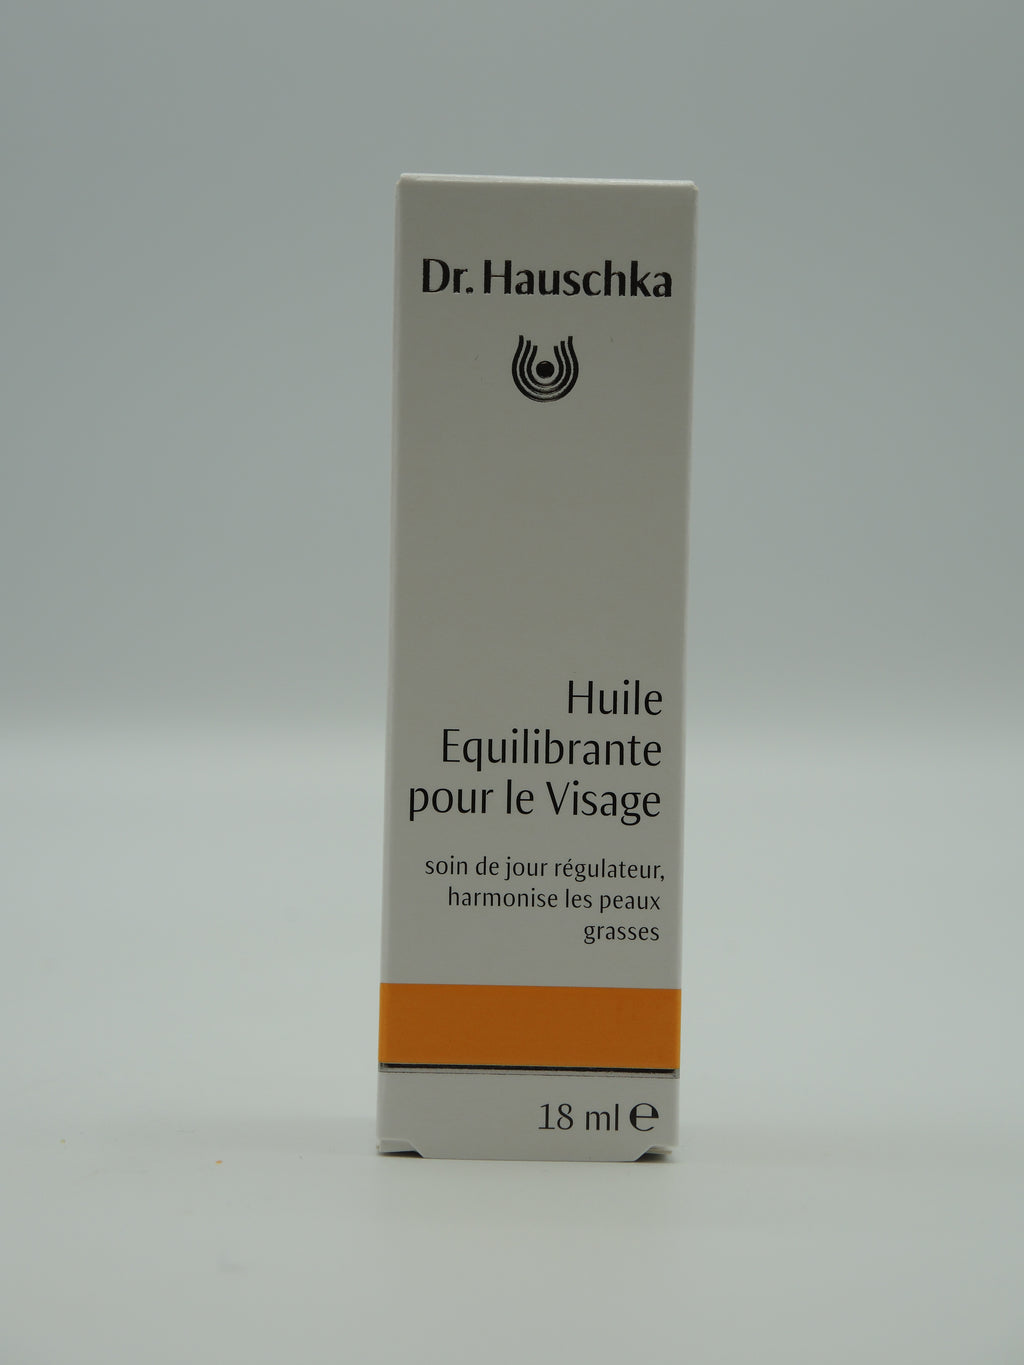 Dr. Hauschka
Huile
Equilibrante
pour le Visage
soin de jour régulateur,
harmonise les peaux
grasses
18 ml ℮